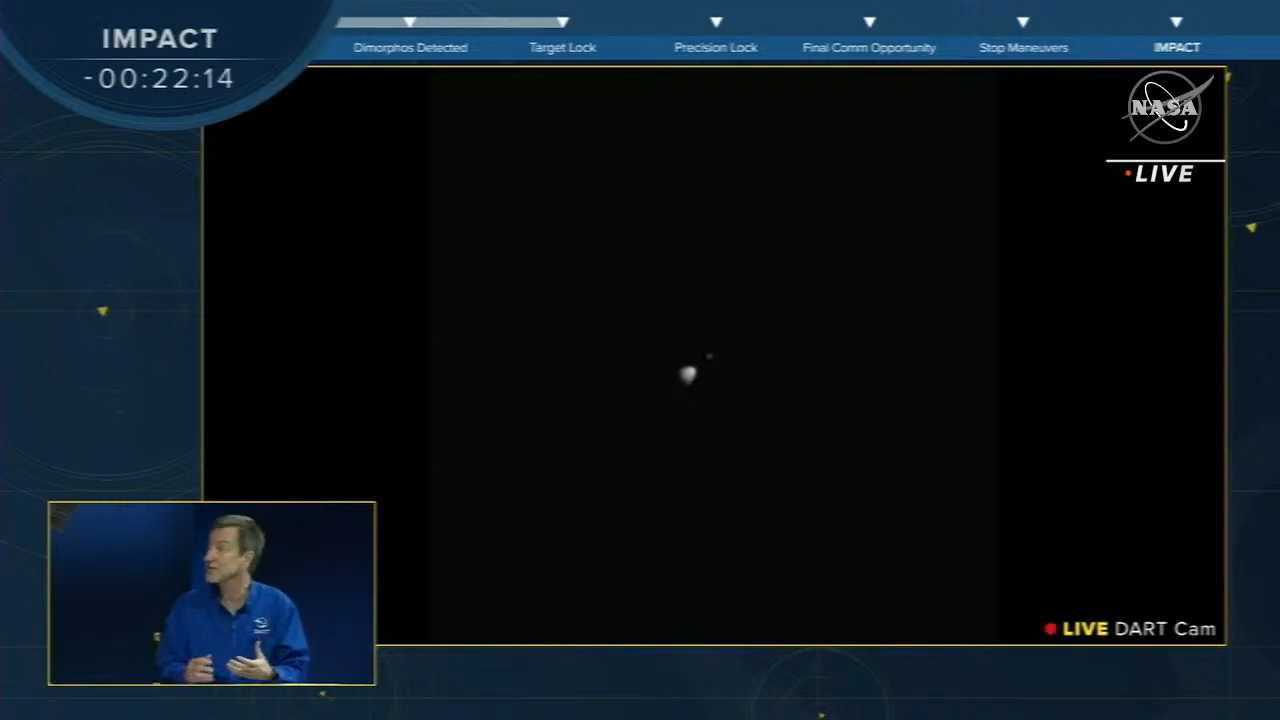 IMPACT
-00:22:14
Dimorphos Detected
Target Lock
Precision Lock
Final Comm Opportunity
Stop Maneuvers
IMPACT
NASA
LIVE
LIVE DART Cam